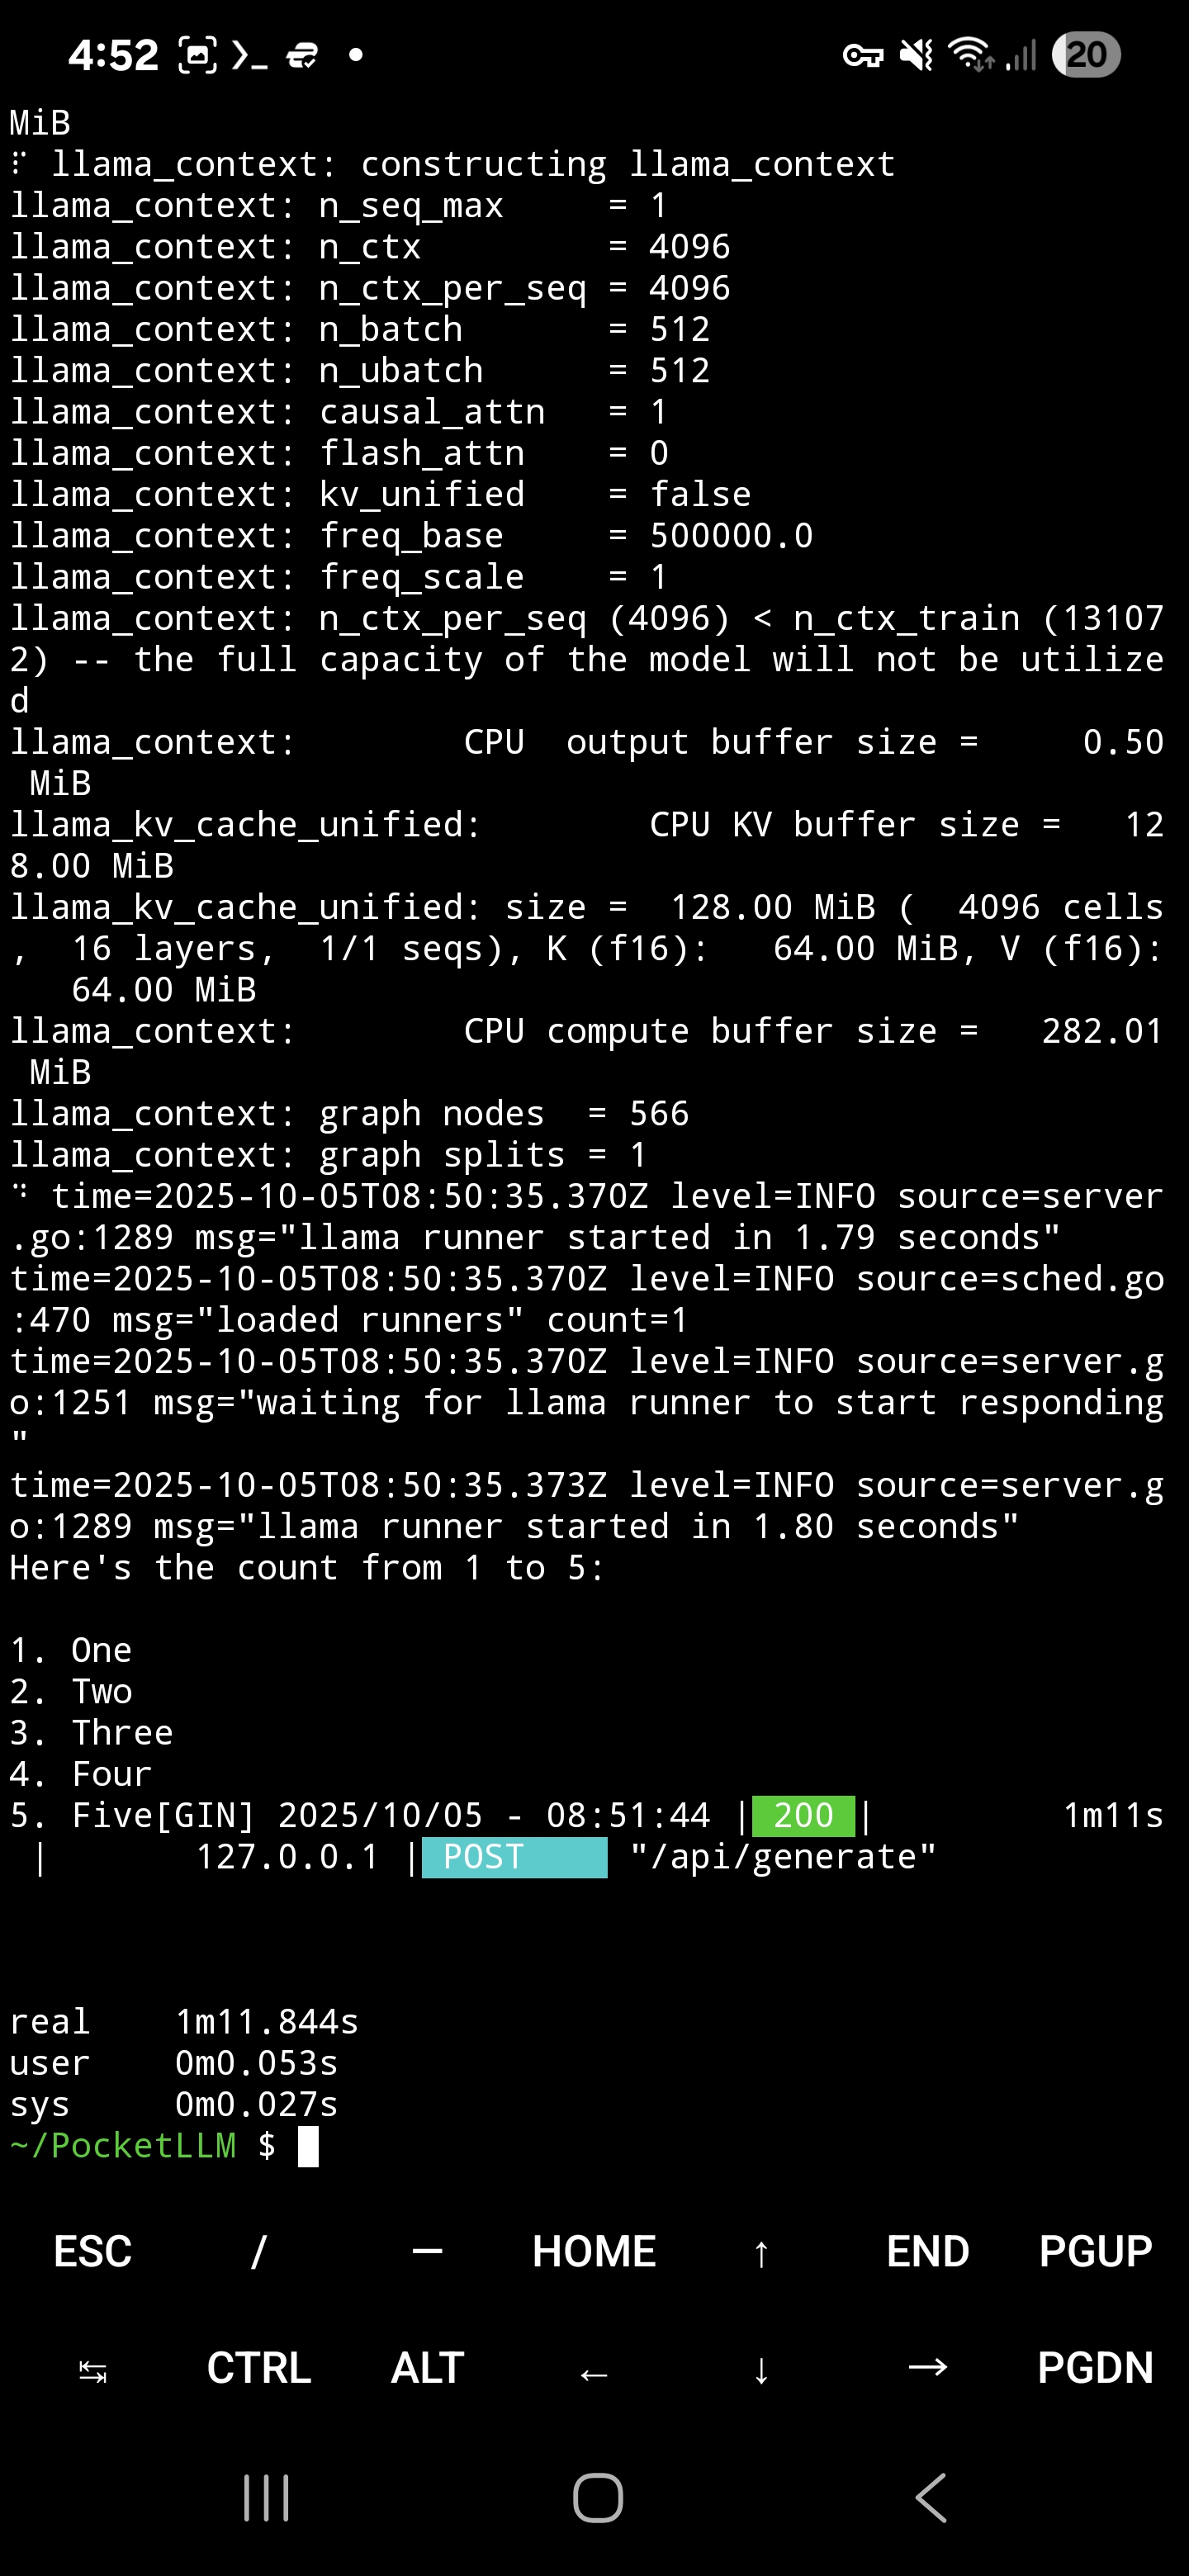 4:52
20
MiB
⠏ llama_context: constructing llama_context
llama_context: n_seq_max     = 1
llama_context: n_ctx         = 4096
llama_context: n_ctx_per_seq = 4096
llama_context: n_batch       = 512
llama_context: n_ubatch      = 512
llama_context: causal_attn   = 1
llama_context: flash_attn    = 0
llama_context: kv_unified    = false
llama_context: freq_base     = 500000.0
llama_context: freq_scale    = 1
llama_context: n_ctx_per_seq (4096) < n_ctx_train (13107
2) -- the full capacity of the model will not be utilize
d
llama_context:        CPU  output buffer size =     0.50
 MiB
llama_kv_cache_unified:        CPU KV buffer size =   12
8.00 MiB
llama_kv_cache_unified: size =  128.00 MiB (  4096 cells
,  16 layers,  1/1 seqs), K (f16):   64.00 MiB, V (f16):
   64.00 MiB
llama_context:        CPU compute buffer size =   282.01
 MiB
llama_context: graph nodes  = 566
llama_context: graph splits = 1
⠋ time=2025-10-05T08:50:35.370Z level=INFO source=server
.go:1289 msg="llama runner started in 1.79 seconds"
time=2025-10-05T08:50:35.370Z level=INFO source=sched.go
:470 msg="loaded runners" count=1
time=2025-10-05T08:50:35.370Z level=INFO source=server.g
o:1251 msg="waiting for llama runner to start responding
"
time=2025-10-05T08:50:35.373Z level=INFO source=server.g
o:1289 msg="llama runner started in 1.80 seconds"
Here's the count from 1 to 5:
1. One
2. Two
3. Three
4. Four
5. Five[GIN] 2025/10/05 - 08:51:44 | 200 |         1m11s
 |       127.0.0.1 | POST     "/api/generate"
real    1m11.844s
user    0m0.053s
sys     0m0.027s
~/PocketLLM $
ESC / — HOME ↑ END PGUP
↹ CTRL ALT ← ↓ → PGDN